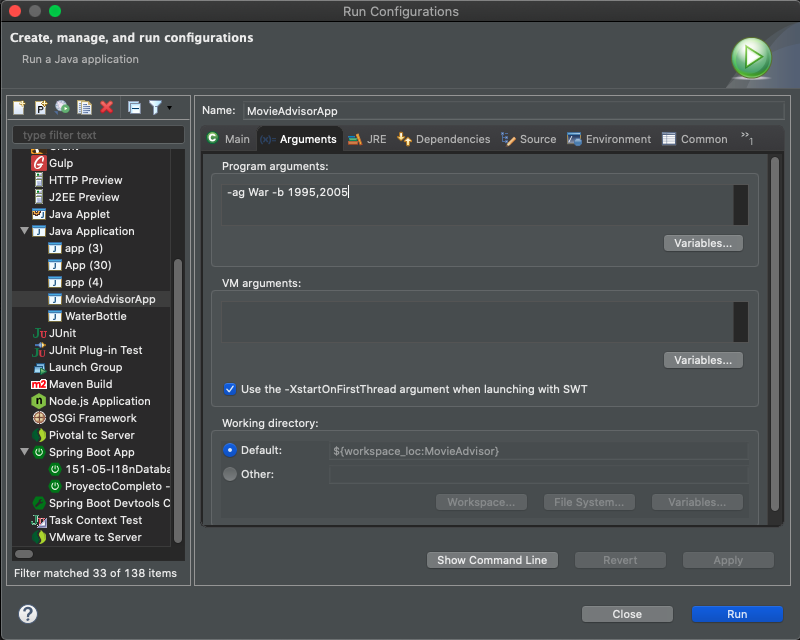 Run Configurations
Create, manage, and run configurations
Run a Java application
type filter text
Gulp
HTTP Preview
J2EE Preview
Java Applet
Java Application
app (3)
App (30)
app (4)
MovieAdvisorApp
WaterBottle
JUnit
JUnit Plug-in Test
Launch Group
Maven Build
Node.js Application
OSGi Framework
Pivotal tc Server
Spring Boot App
151-05-I18nDataba
ProyectoCompleto -
Spring Boot Devtools C
Task Context Test
VMware tc Server
Filter matched 33 of 138 items
Name: MovieAdvisorApp
Main Arguments JRE Dependencies Source Environment Common »1
Program arguments:
-ag War -b 1995,2005
Variables...
VM arguments:
Variables...
Use the -XstartOnFirstThread argument when launching with SWT
Working directory:
Default: ${workspace_loc:MovieAdvisor}
Other:
Workspace... File System... Variables...
Show Command Line Revert Apply
Close Run